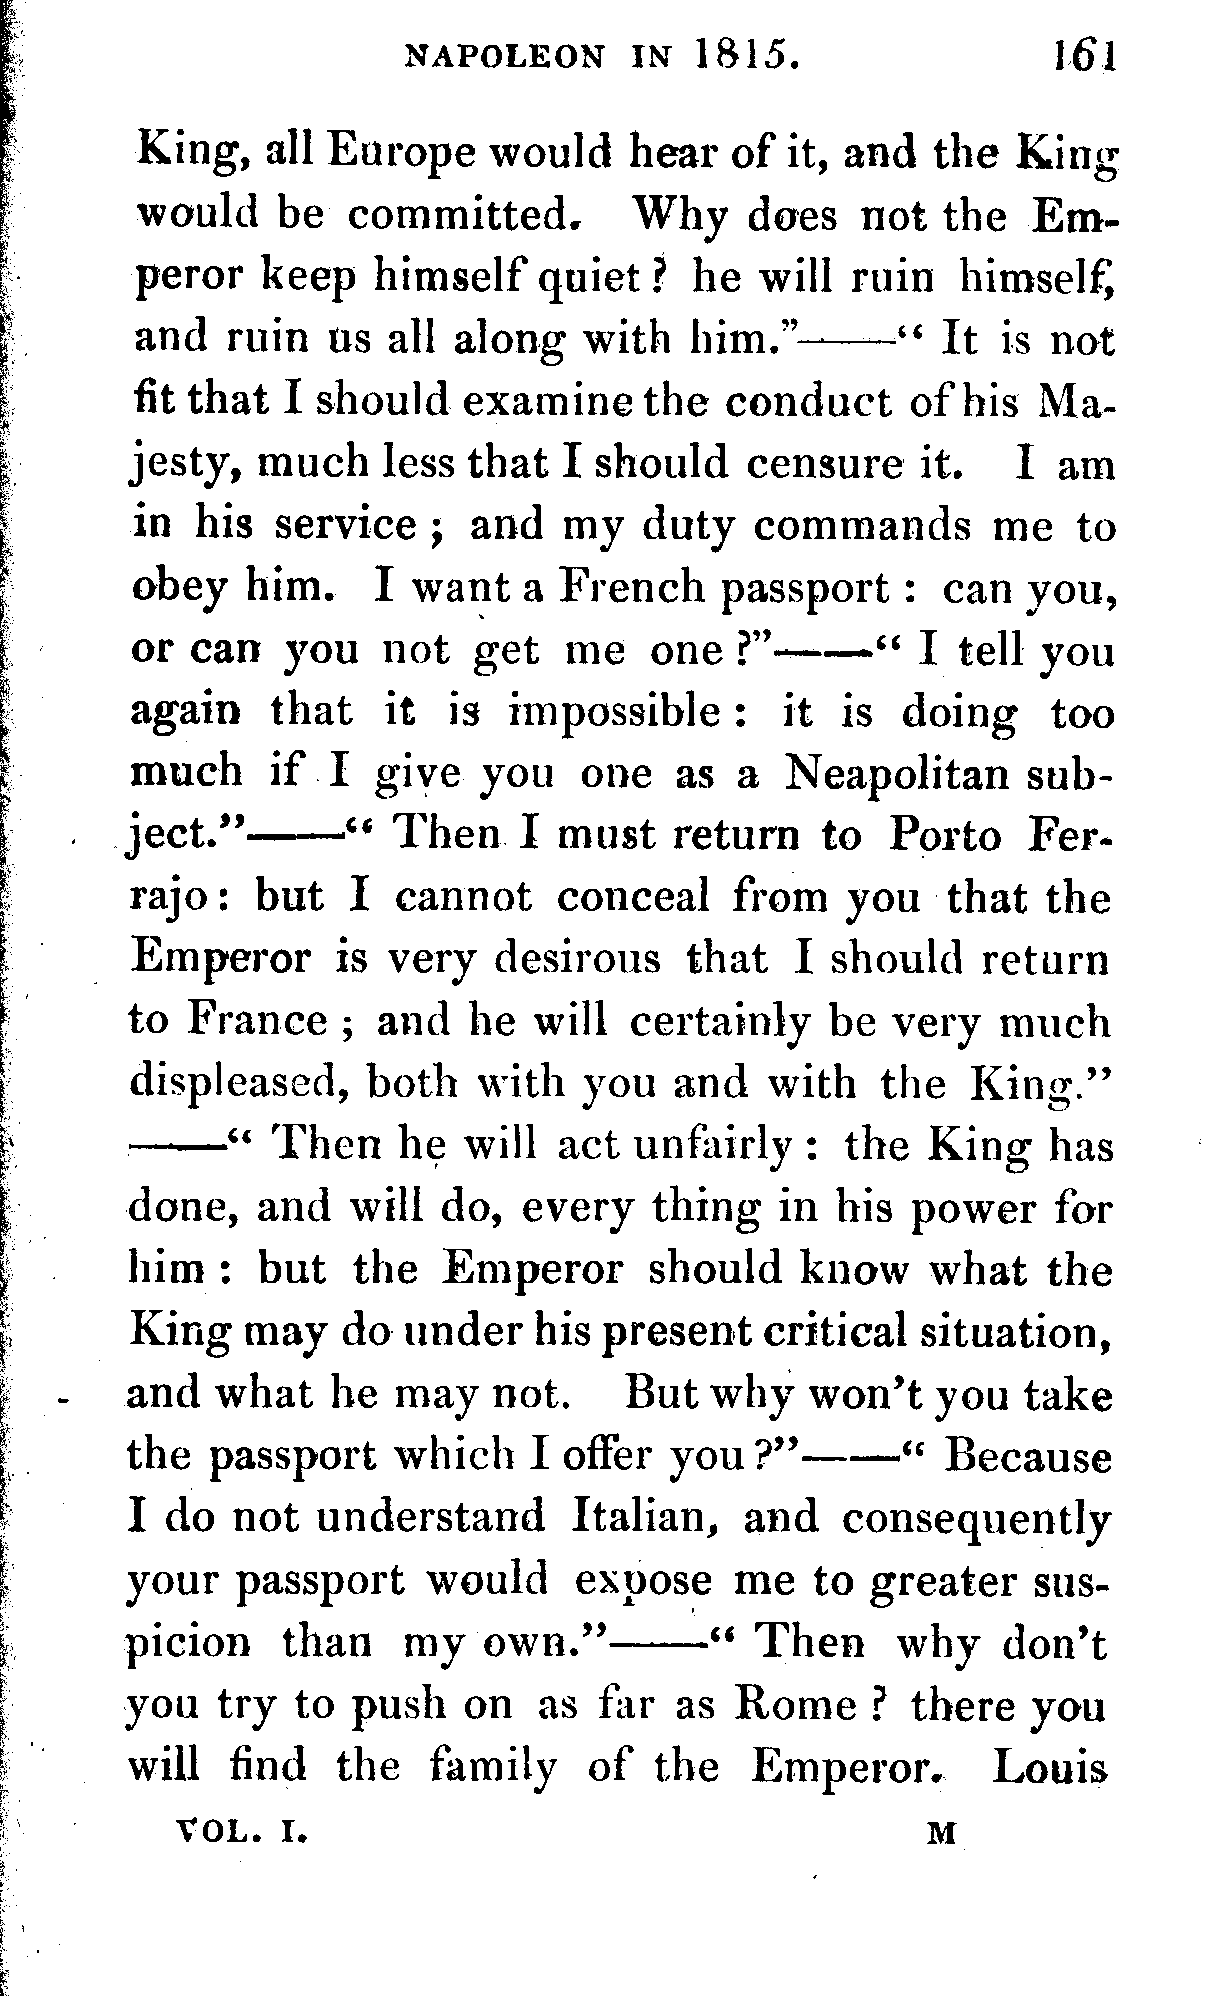 NAPOLEON IN 1815. 161
King, all Europe would hear of it, and the King
would be committed. Why does not the Em-
peror keep himself quiet ? he will ruin himself,
and ruin us all along with him."——" It is not
fit that I should examine the conduct of his Ma-
jesty, much less that I should censure it. I am
in his service ; and my duty commands me to
obey him. I want a French passport : can you,
or can you not get me one ?"——" I tell you
again that it is impossible : it is doing too
much if I give you one as a Neapolitan sub-
ject."——" Then I must return to Porto Fer-
rajo : but I cannot conceal from you that the
Emperor is very desirous that I should return
to France ; and he will certainly be very much
displeased, both with you and with the King."
——" Then he will act unfairly : the King has
done, and will do, every thing in his power for
him : but the Emperor should know what the
King may do under his present critical situation,
and what he may not. But why won't you take
the passport which I offer you ?"——" Because
I do not understand Italian, and consequently
your passport would expose me to greater sus-
picion than my own."——" Then why don't
you try to push on as far as Rome ? there you
will find the family of the Emperor. Louis
VOL. I. M